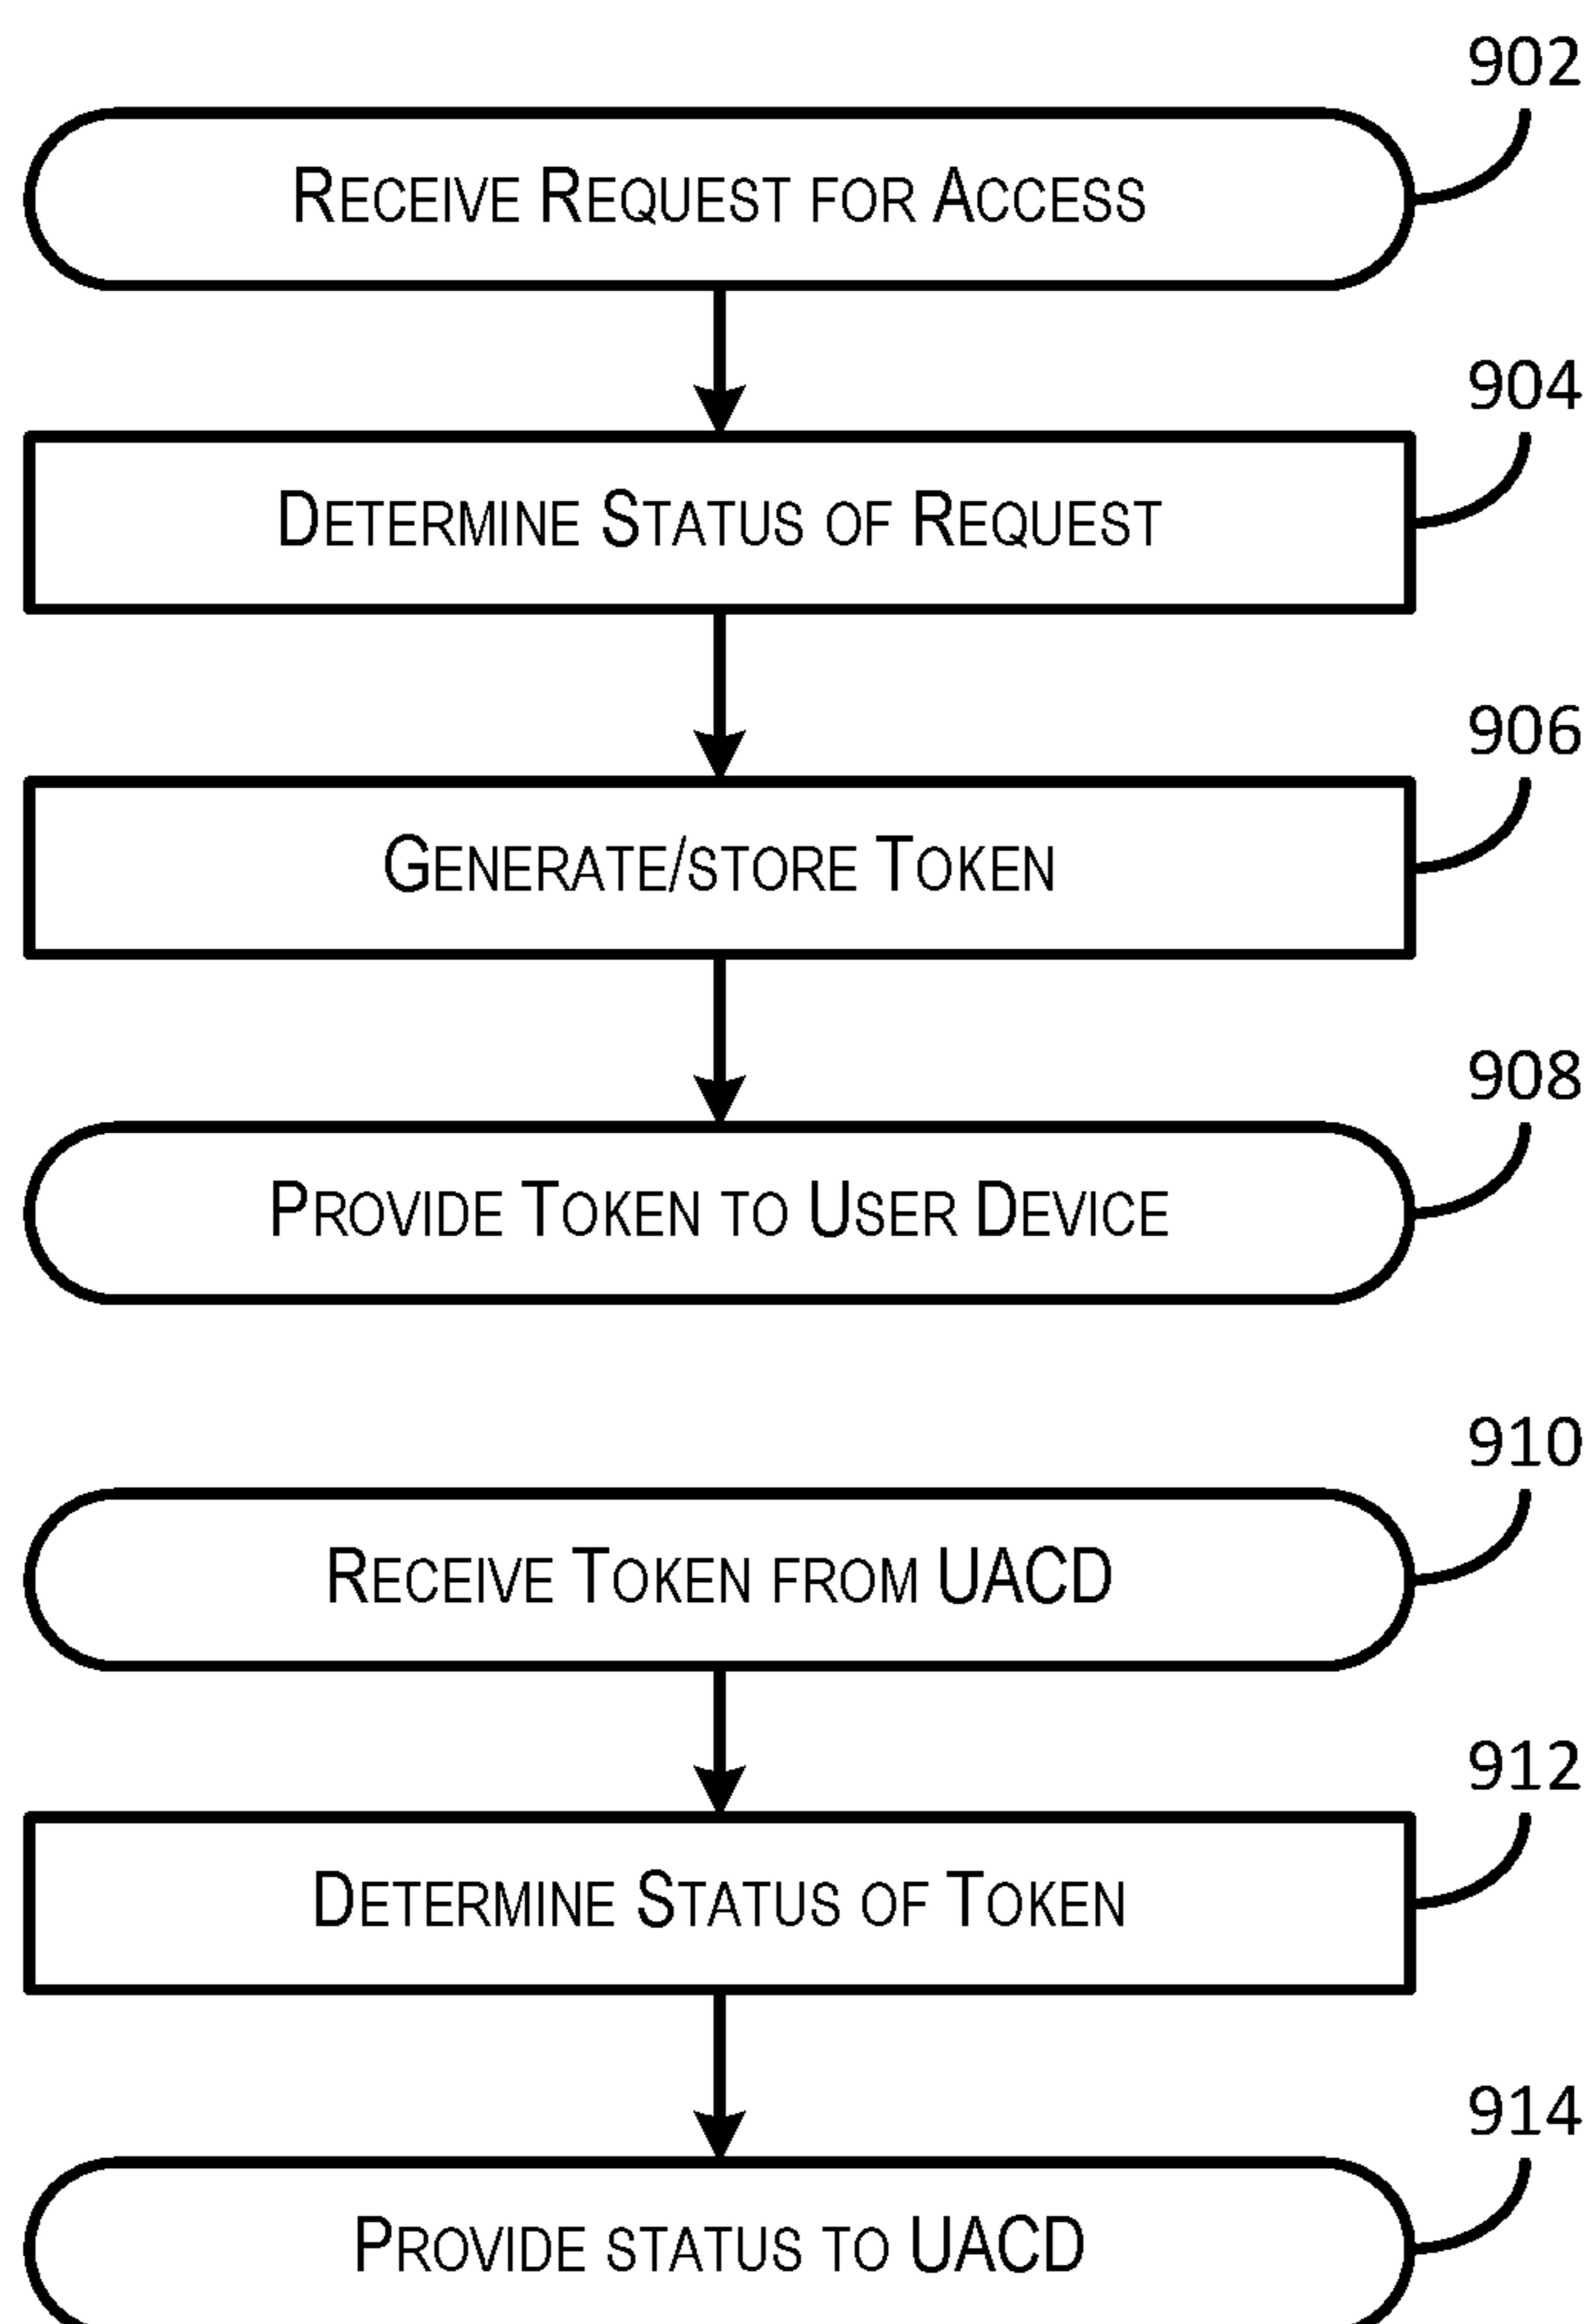 902
Receive Request for Access
904
Determine Status of Request
906
Generate/store Token
908
Provide Token to User Device
910
Receive Token from UACD
912
Determine Status of Token
914
Provide status to UACD